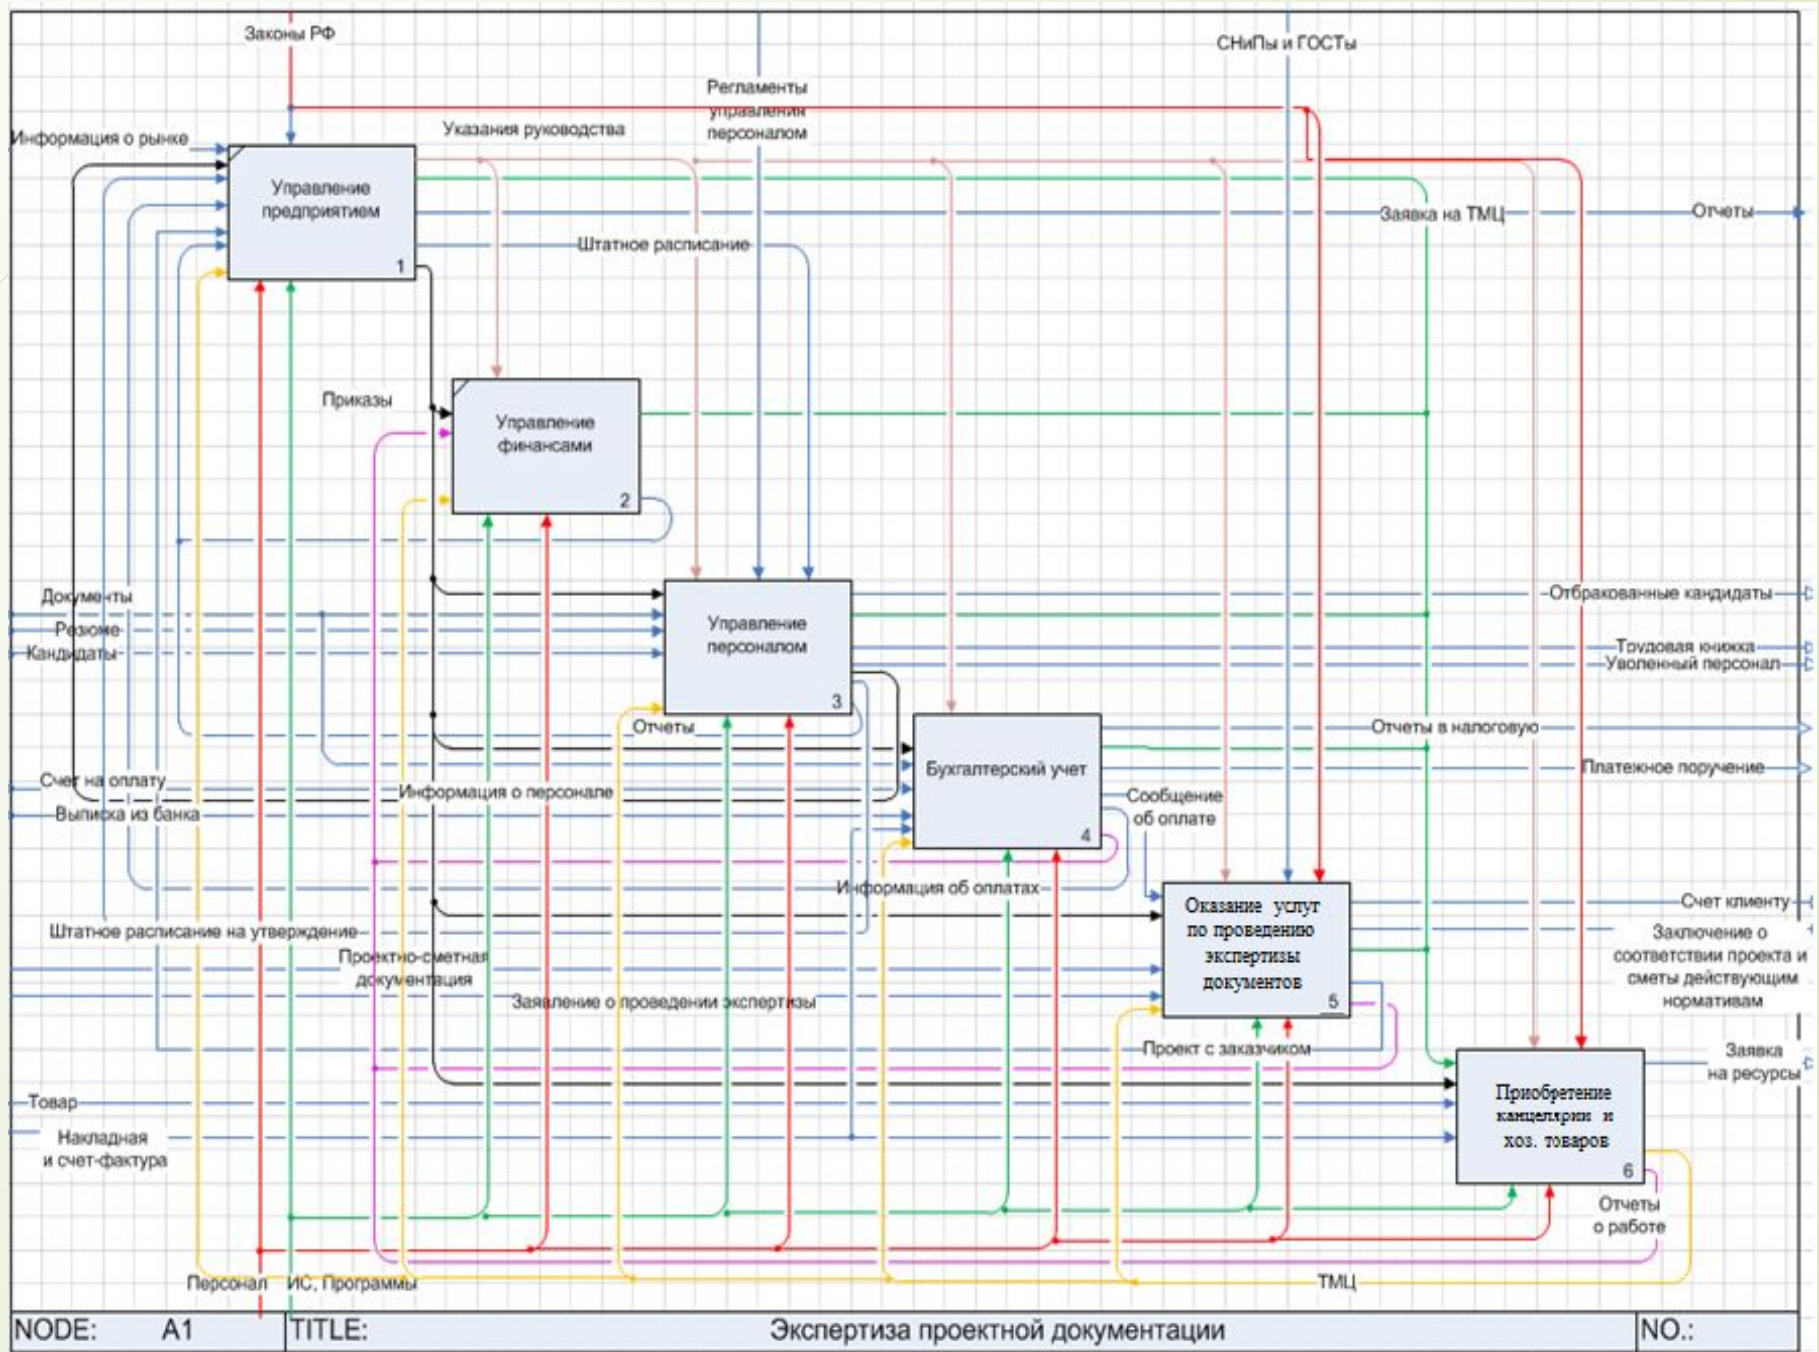 Законы РФ
СНиПы и ГОСТы
Регламенты
управления
персоналом
Указания руководства
Информация о рынке
Управление
предприятием
1
Заявка на ТМЦ
Отчеты
Штатное расписание
Приказы
Управление
финансами
2
Документы
Резюме
Кандидаты
Управление
персоналом
3
Отбракованные кандидаты
Трудовая книжка
Уволенный персонал
Отчеты
Отчеты в налоговую
Бухгалтерский учет
4
Платежное поручение
Счет на оплату
Информация о персонале
Выписка из банка
Сообщение
об оплате
Информация об оплатах
Оказание услуг
по проведению
экспертизы
документов
5
Счет клиенту
Штатное расписание на утверждение
Заключение о
соответствии проекта и
сметы действующим
нормативам
Проектно-сметная
документация
Заявление о проведении экспертизы
Проект с заказчиком
Заявка
на ресурсы
Товар
Приобретение
канцелярии и
хоз. товаров
6
Накладная
и счет-фактура
Отчеты
о работе
Персонал
ИС, Программы
ТМЦ
NODE: A1
TITLE: Экспертиза проектной документации
NO.: